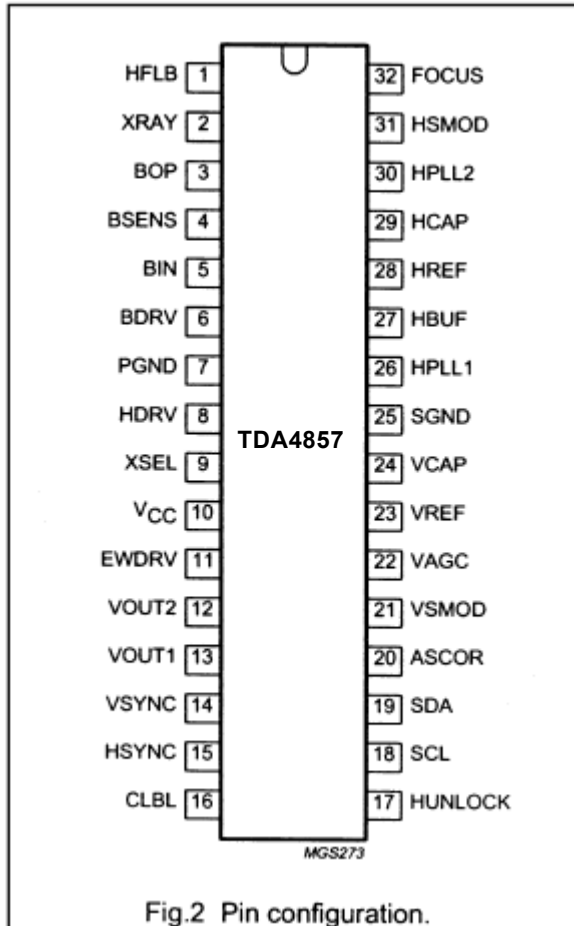 HFLB 1 32 FOCUS
XRAY 2 31 HSMOD
BOP 3 30 HPLL2
BSENS 4 29 HCAP
BIN 5 28 HREF
BDRV 6 27 HBUF
PGND 7 26 HPLL1
HDRV 8 25 SGND
TDA4857
XSEL 9 24 VCAP
VCC 10 23 VREF
EWDRV 11 22 VAGC
VOUT2 12 21 VSMOD
VOUT1 13 20 ASCOR
VSYNC 14 19 SDA
HSYNC 15 18 SCL
CLBL 16 17 HUNLOCK
MGS273
Fig.2 Pin configuration.